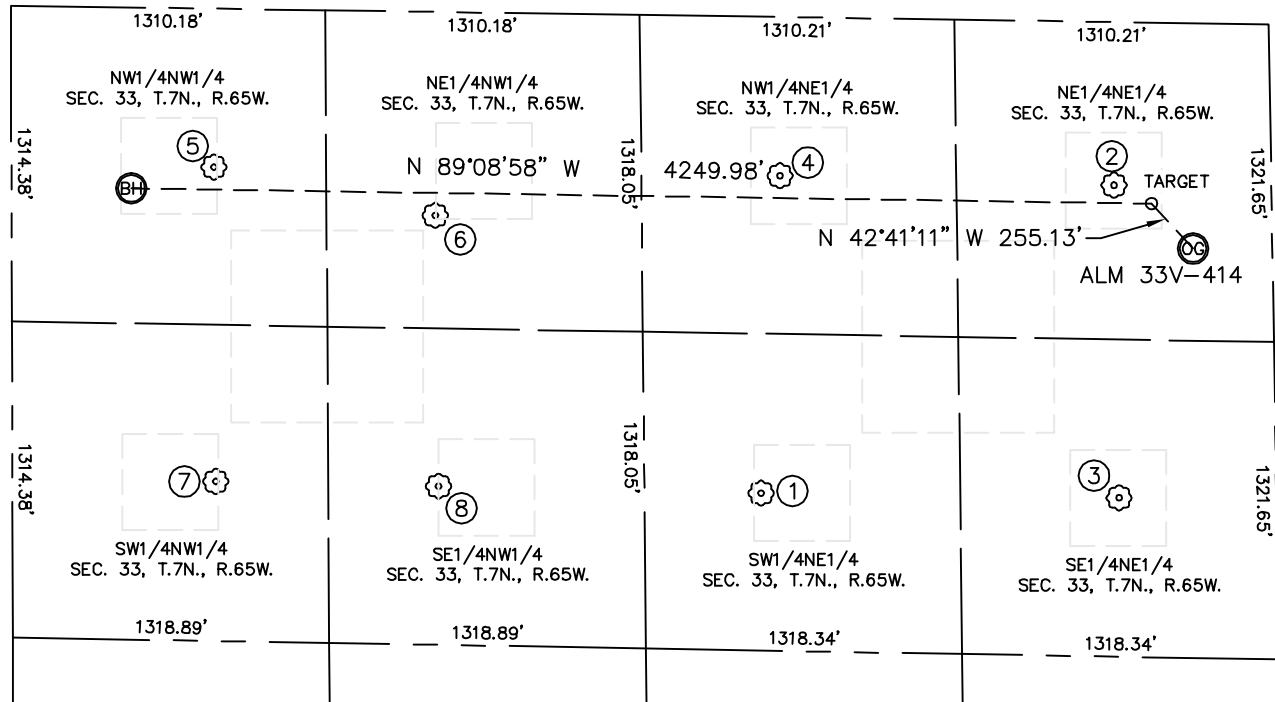 1310.18'
1310.18'
1310.21'
1310.21'
NW1/4NW1/4
SEC. 33, T.7N., R.65W.
NE1/4NW1/4
SEC. 33, T.7N., R.65W.
NW1/4NE1/4
SEC. 33, T.7N., R.65W.
NE1/4NE1/4
SEC. 33, T.7N., R.65W.
1314.38'
5
BH
N 89°08'58" W
6
1318.05'
4249.98'
4
2
TARGET
1321.65'
N 42°41'11" W 255.13'
OG
ALM 33V-414
1314.38'
7
8
1318.05'
1
3
1321.65'
SW1/4NW1/4
SEC. 33, T.7N., R.65W.
SE1/4NW1/4
SEC. 33, T.7N., R.65W.
SW1/4NE1/4
SEC. 33, T.7N., R.65W.
SE1/4NE1/4
SEC. 33, T.7N., R.65W.
1318.89'
1318.89'
1318.34'
1318.34'